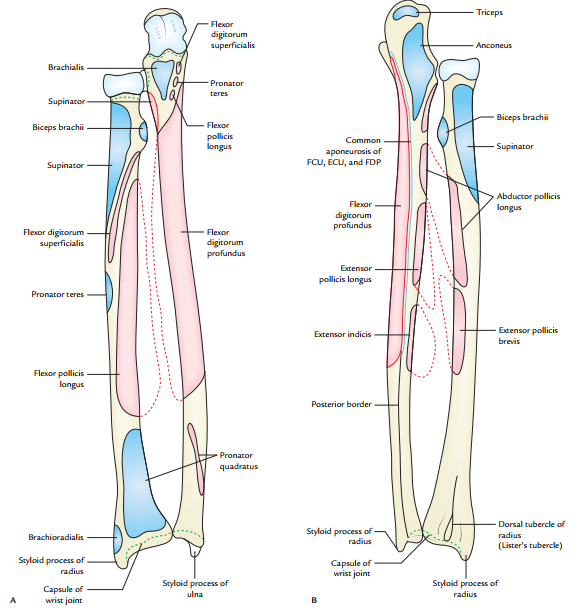 Flexor
digitorum
superficialis
Brachialis
Pronator
teres
Supinator
Biceps brachii
Flexor
pollicis
longus
Supinator
Flexor digitorum
superficialis
Flexor
digitorum
profundus
Pronator teres
Flexor pollicis
longus
Pronator
quadratus
Brachioradialis
Styloid process of
radius
Capsule of
wrist joint
Styloid process of
ulna
A
Triceps
Anconeus
Biceps brachii
Common
aponeurosis of
FCU, ECU, and FDP
Supinator
Abductor pollicis
longus
Flexor
digitorum
profundus
Extensor
pollicis longus
Extensor indicis
Extensor pollicis
brevis
Posterior border
Styloid process of
radius
Dorsal tubercle of
radius
(Lister's tubercle)
Capsule of
wrist joint
Styloid process of
radius
B